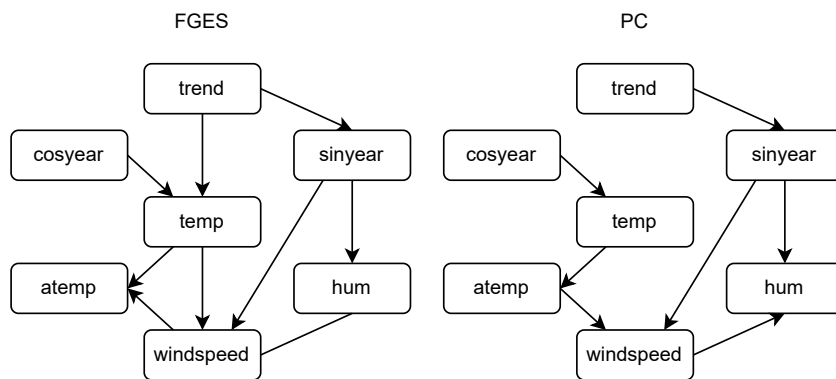 FGES
PC
trend
trend
cosyear
sinyear
cosyear
sinyear
temp
temp
atemp
hum
atemp
hum
windspeed
windspeed